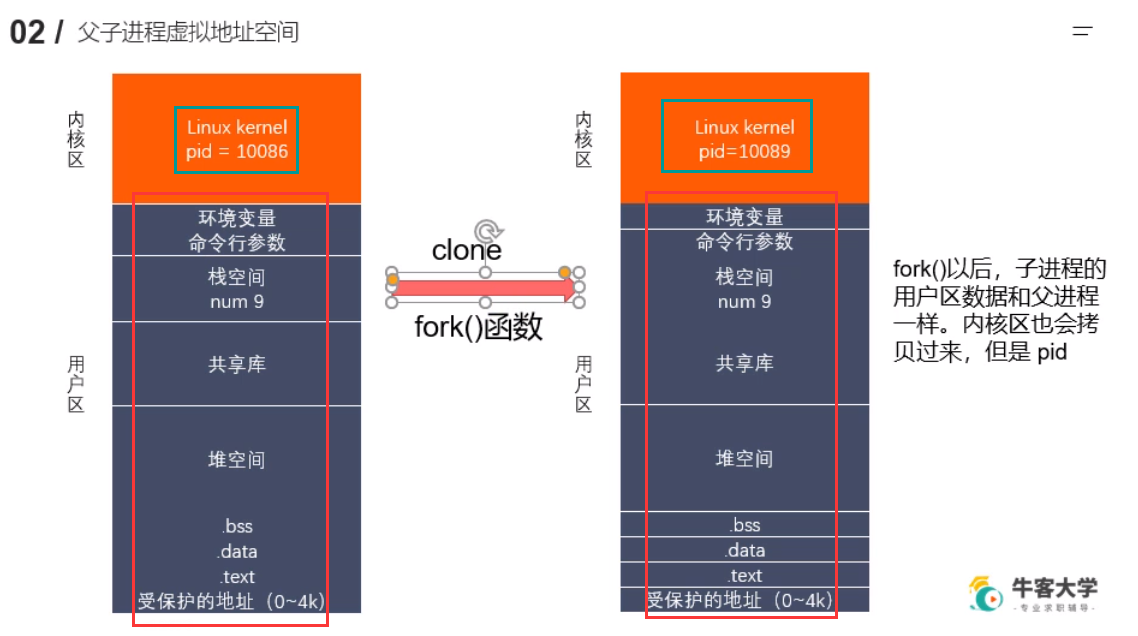 02 / 父子进程虚拟地址空间
内核区
Linux kernel
pid = 10086
环境变量
命令行参数
栈空间
num 9
共享库
用户区
堆空间
.bss
.data
.text
受保护的地址（0~4k）
clone
fork()函数
内核区
Linux kernel
pid=10089
环境变量
命令行参数
栈空间
num 9
共享库
用户区
堆空间
.bss
.data
.text
受保护的地址（0~4k）
fork()以后，子进程的
用户区数据和父进程
一样。内核区也会拷
贝过来，但是 pid
牛客大学
-专业求职辅导-